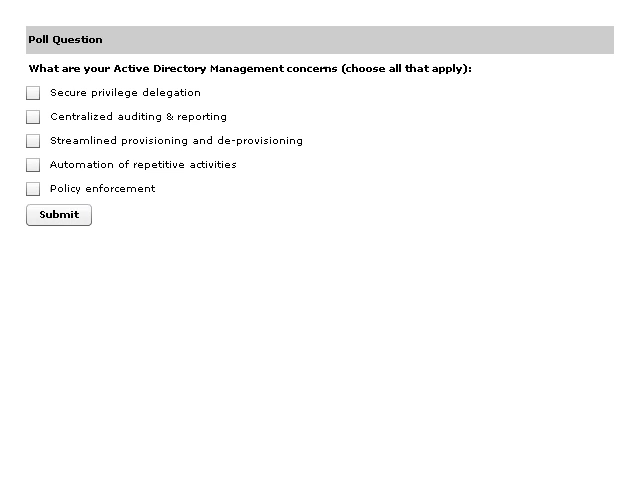 Poll Question
What are your Active Directory Management concerns (choose all that apply):
Secure privilege delegation
Centralized auditing & reporting
Streamlined provisioning and de-provisioning
Automation of repetitive activities
Policy enforcement
Submit